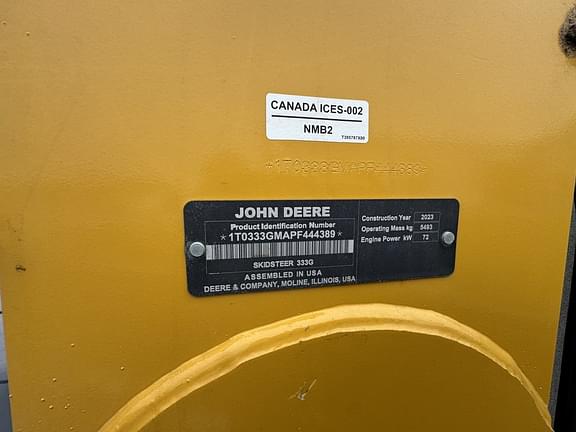 CANADA ICES-002
NMB2
*1T0333GMAPF444389*
JOHN DEERE
Product Identification Number
*1T0333GMAPF444389*
SKIDSTEER 333G
ASSEMBLED IN USA
DEERE & COMPANY, MOLINE, ILLINOIS, USA
Construction Year 2023
Operating Mass kg 5493
Engine Power kW 72